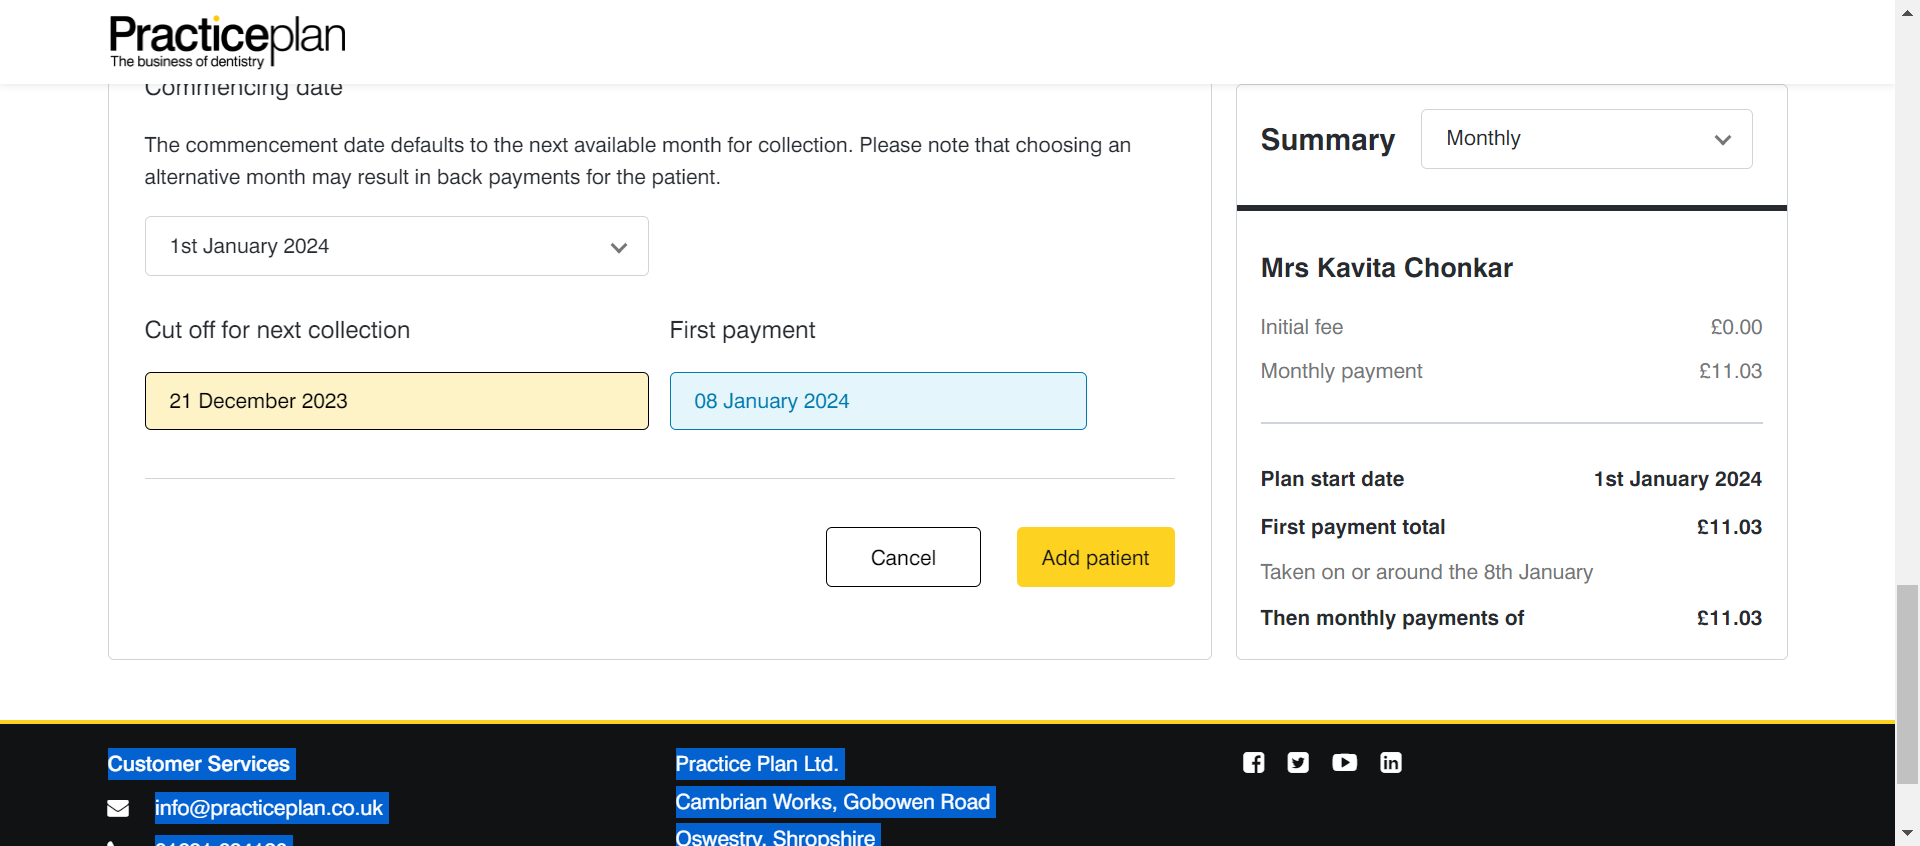 Practiceplan
The business of dentistry
Commencing date
The commencement date defaults to the next available month for collection. Please note that choosing an
alternative month may result in back payments for the patient.
1st January 2024
Cut off for next collection
First payment
21 December 2023
08 January 2024
Cancel
Add patient
Summary
Monthly
Mrs Kavita Chonkar
Initial fee £0.00
Monthly payment £11.03
Plan start date 1st January 2024
First payment total £11.03
Taken on or around the 8th January
Then monthly payments of £11.03
Customer Services
info@practiceplan.co.uk
Practice Plan Ltd.
Cambrian Works, Gobowen Road
Oswestry, Shropshire